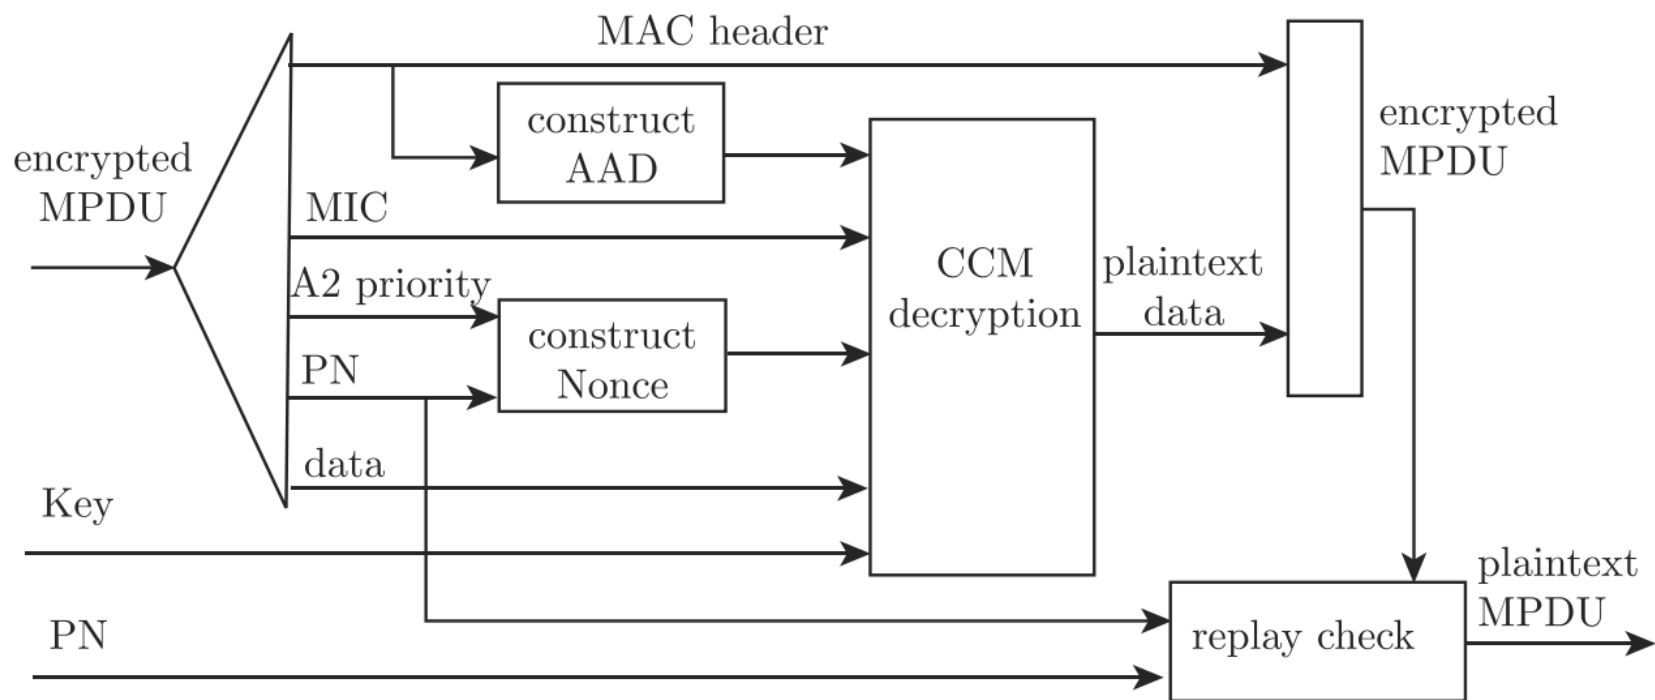 MAC header
construct
AAD
encrypted
MPDU
encrypted
MPDU
MIC
A2 priority
CCM
decryption
plaintext
data
construct
Nonce
PN
data
Key
plaintext
MPDU
PN
replay check